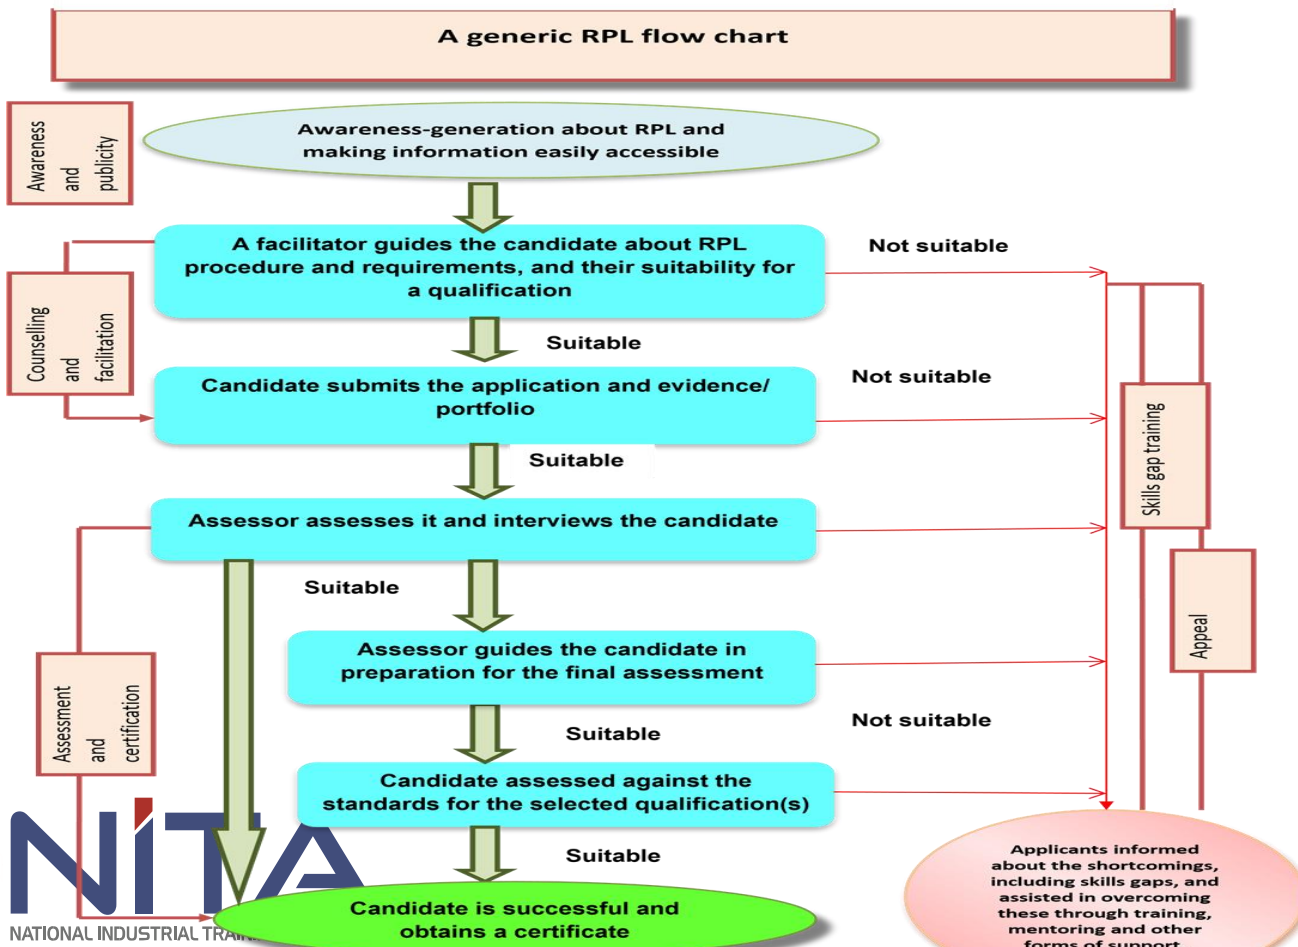 A generic RPL flow chart
Awareness
and
publicity
Awareness-generation about RPL and
making information easily accessible
Counselling
and
facilitation
A facilitator guides the candidate about RPL
procedure and requirements, and their suitability for
a qualification
Not suitable
Suitable
Candidate submits the application and evidence/
portfolio
Not suitable
Suitable
Skills gap training
Assessor assesses it and interviews the candidate
Suitable
Appeal
Assessor guides the candidate in
preparation for the final assessment
Assessment
and
certification
Suitable
Not suitable
Candidate assessed against the
standards for the selected qualification(s)
Suitable
NITA
NATIONAL INDUSTRIAL
Candidate is successful and
obtains a certificate
Applicants informed
about the shortcomings,
including skills gaps, and
assisted in overcoming
these through training,
mentoring and other
forms of support